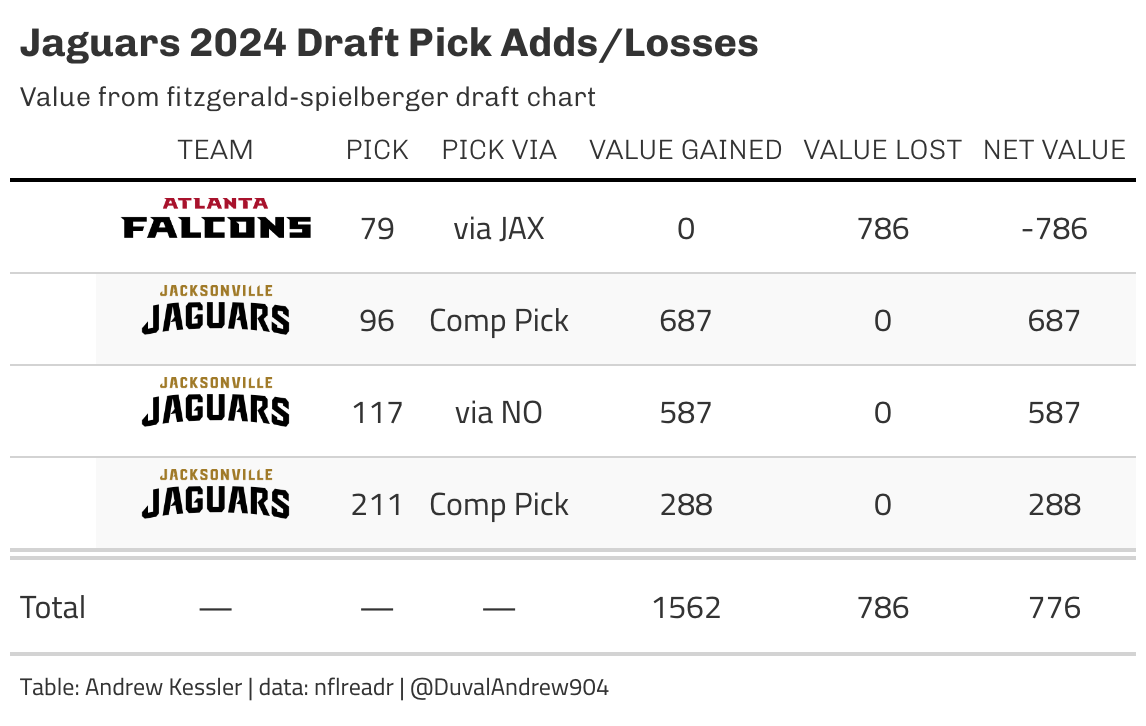 Jaguars 2024 Draft Pick Adds/Losses
Value from fitzgerald-spielberger draft chart
TEAM PICK PICK VIA VALUE GAINED VALUE LOST NET VALUE
ATLANTA
FALCONS 79 via JAX 0 786 -786
JACKSONVILLE
JAGUARS 96 Comp Pick 687 0 687
JACKSONVILLE
JAGUARS 117 via NO 587 0 587
JACKSONVILLE
JAGUARS 211 Comp Pick 288 0 288
Total — — — 1562 786 776
Table: Andrew Kessler | data: nflreadr | @DuvalAndrew904